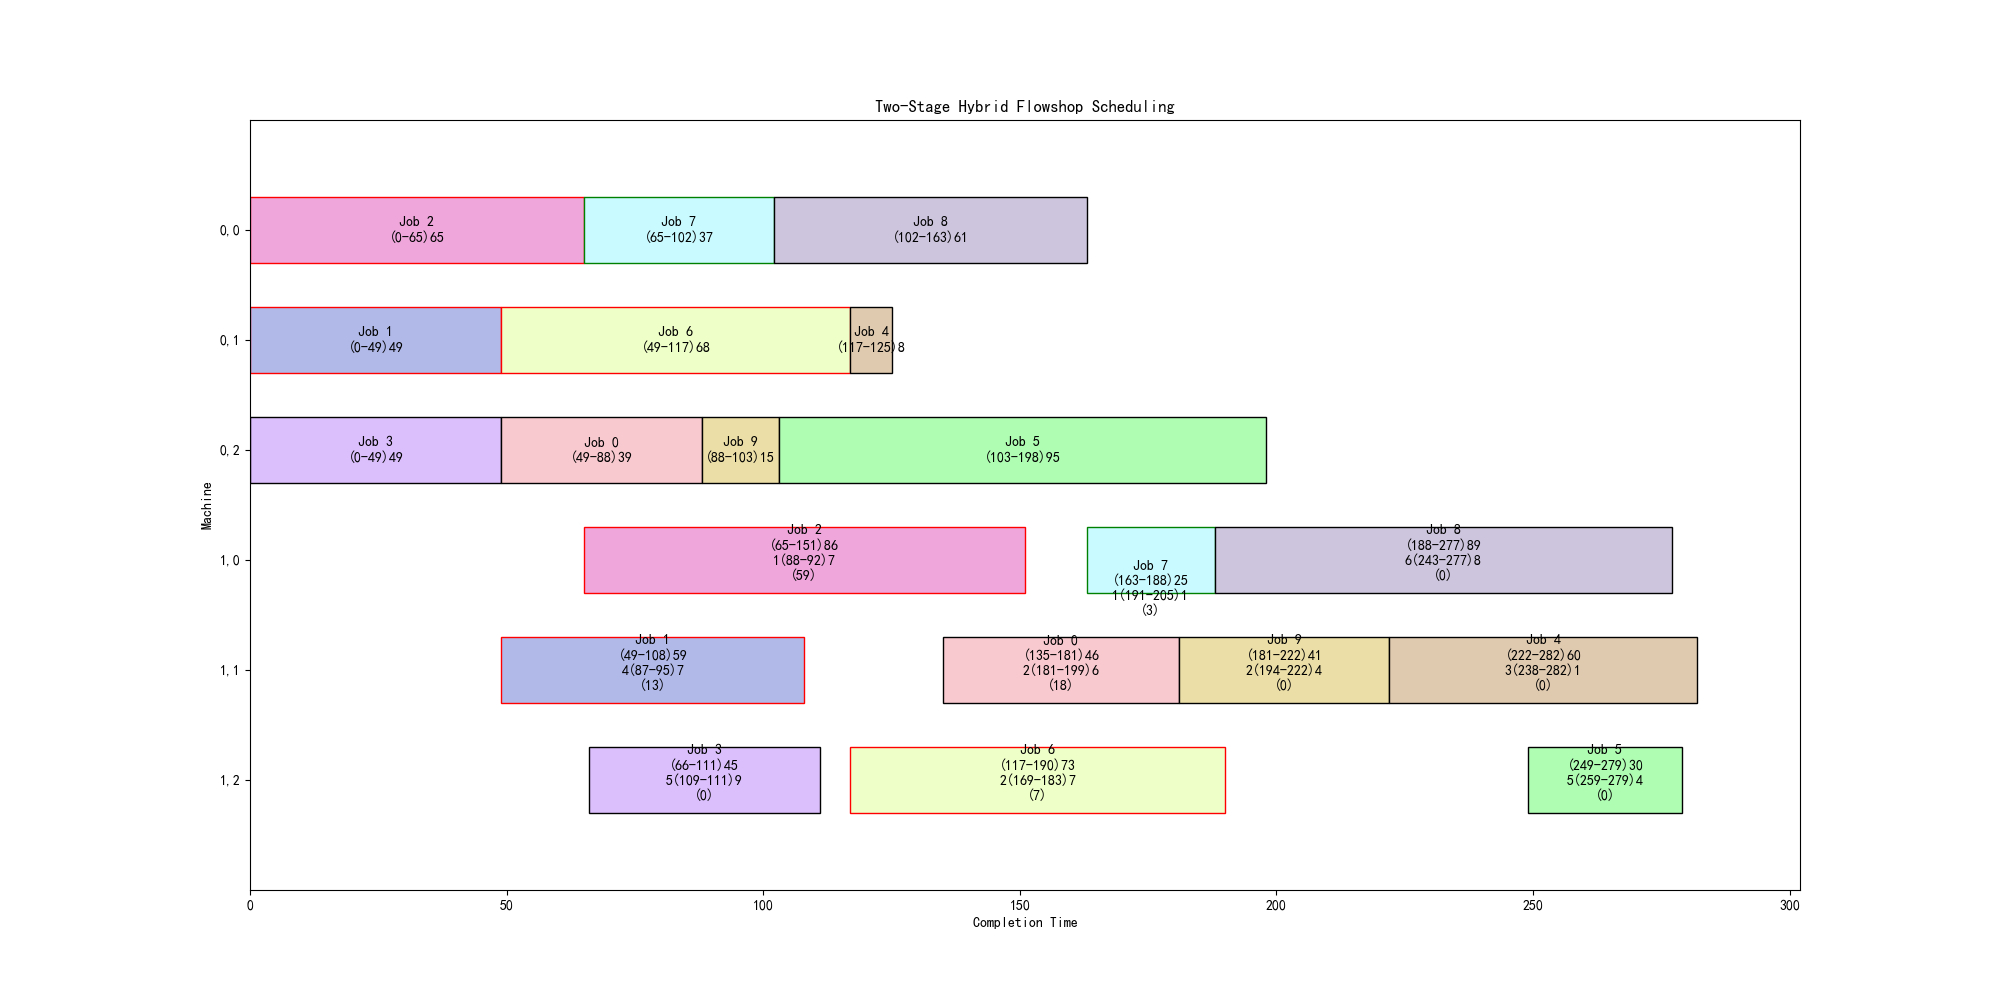 Two-Stage Hybrid Flowshop Scheduling
0,0
Job 2
(0-65)65
Job 7
(65-102)37
Job 8
(102-163)61
0,1
Job 1
(0-49)49
Job 6
(49-117)68
Job 4
(117-125)8
0,2
Job 3
(0-49)49
Job 0
(49-88)39
Job 9
(88-103)15
Job 5
(103-198)95
Machine
1,0
Job 2
(65-151)86
1(88-92)7
(59)
Job 7
(163-188)25
1(191-205)1
(3)
Job 8
(188-277)89
6(243-277)8
(0)
1,1
Job 1
(49-108)59
4(87-95)7
(13)
Job 0
(135-181)46
2(181-199)6
(18)
Job 9
(181-222)41
2(194-222)4
(0)
Job 4
(222-282)60
3(238-282)1
(0)
1,2
Job 3
(66-111)45
5(109-111)9
(0)
Job 6
(117-190)73
2(169-183)7
(7)
Job 5
(249-279)30
5(259-279)4
(0)
0
50
100
150
200
250
300
Completion Time